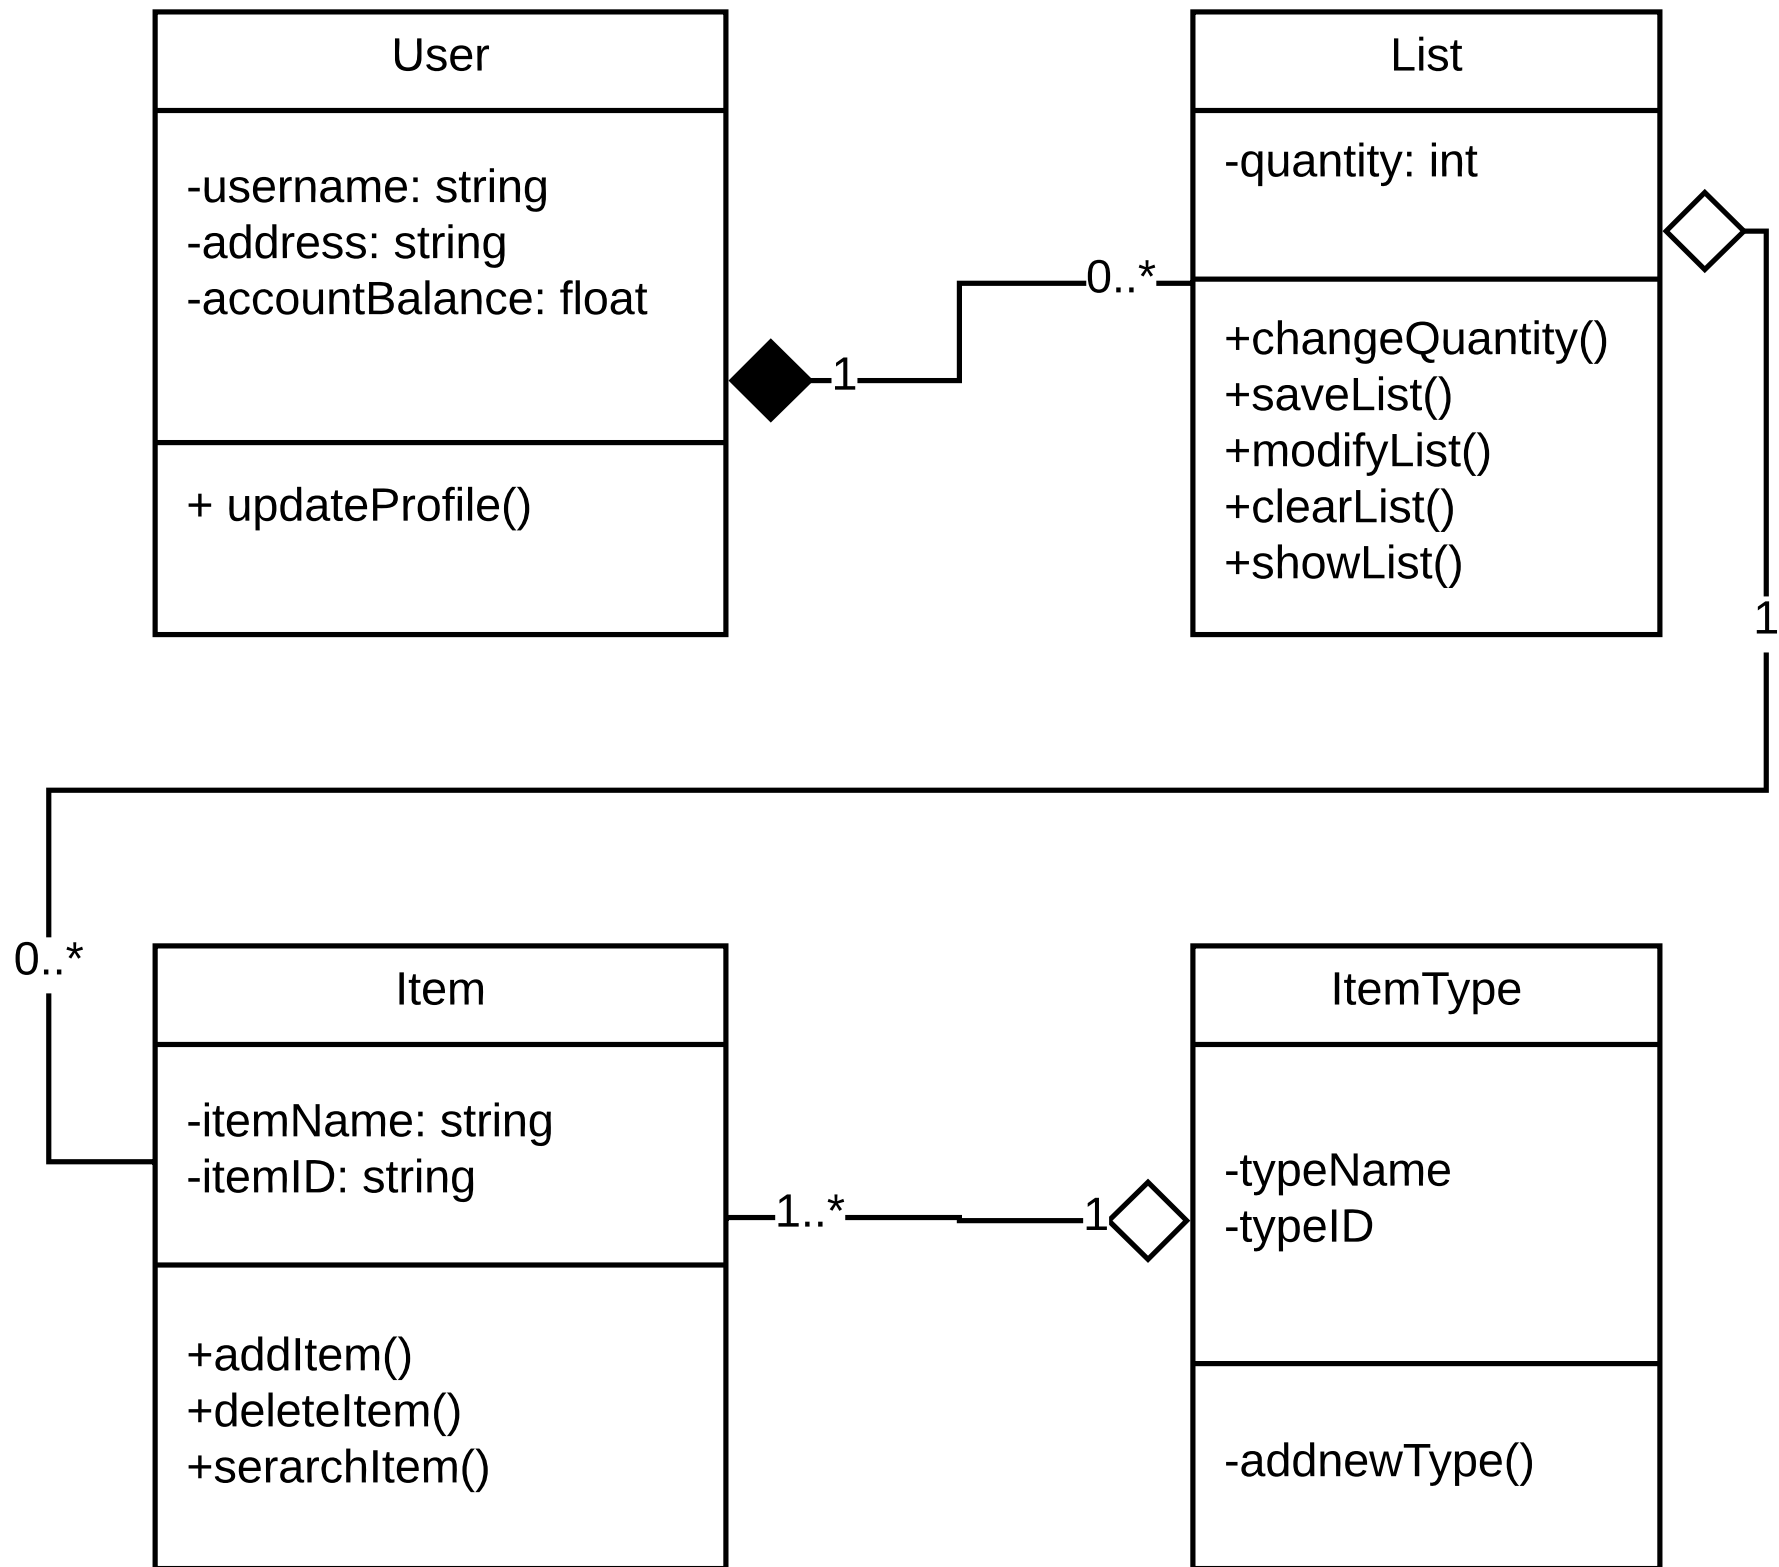 User
-username: string
-address: string
-accountBalance: float
+ updateProfile()
1
0..*
List
-quantity: int
+changeQuantity()
+saveList()
+modifyList()
+clearList()
+showList()
1
0..*
Item
-itemName: string
-itemID: string
+addItem()
+deleteItem()
+serarchItem()
1..*
1
ItemType
-typeName
-typeID
-addnewType()